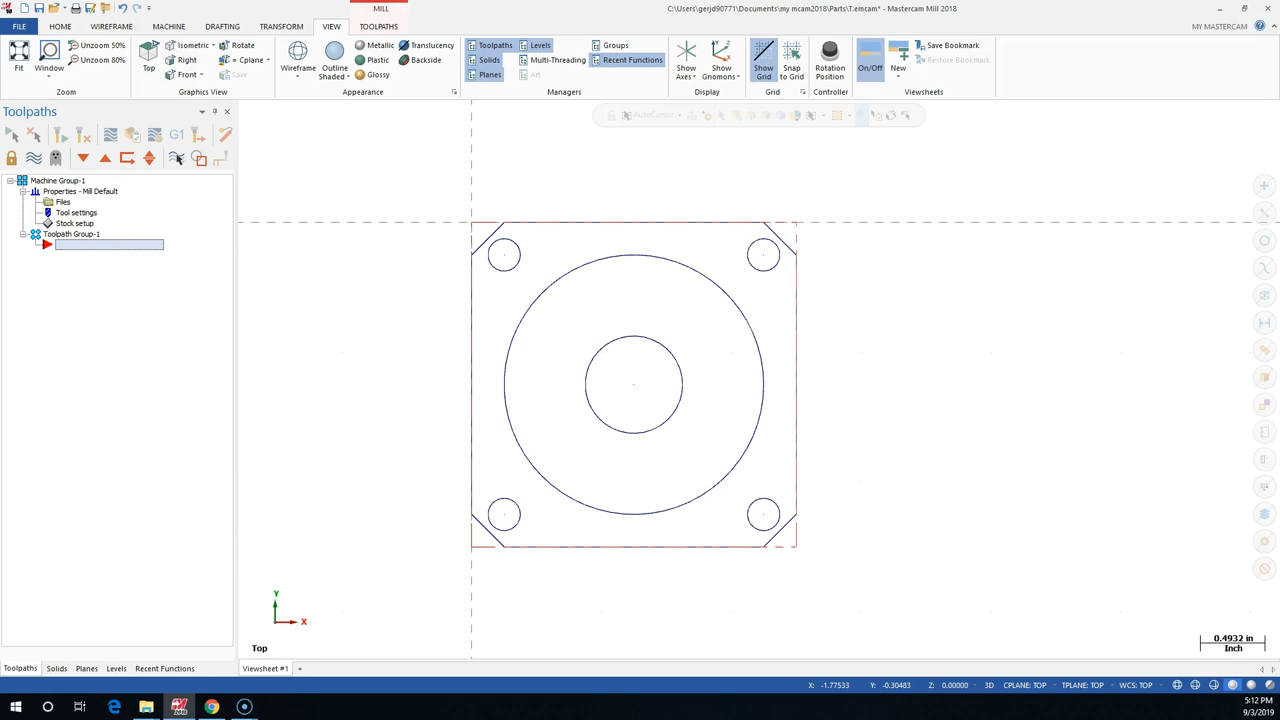 MILL
C:\Users\gerjd90771\Documents\my mcam2018\Parts\T.emcam* - Mastercam Mill 2018
FILE HOME WIREFRAME MACHINE DRAFTING TRANSFORM VIEW TOOLPATHS MY MASTERCAM
Fit
Window
Unzoom 50%
Unzoom 80%
Zoom
Top
Isometric
Right
Front
Rotate
= Cplane
Save
Graphics View
Wireframe
Outline Shaded
Metallic
Plastic
Glossy
Translucency
Backside
Appearance
Toolpaths
Solids
Planes
Levels
Multi-Threading
Art
Groups
Recent Functions
Managers
Show Axes
Show Gnomons
Display
Show Grid
Snap to Grid
Grid
Rotation Position
Controller
On/Off
New
Save Bookmark
Restore Bookmark
Viewsheets
Toolpaths
G1
AutoCursor
Machine Group-1
Properties - Mill Default
Files
Tool settings
Stock setup
Toolpath Group-1
Y
X
Top
0.4932 in
Inch
Toolpaths Solids Planes Levels Recent Functions
Viewsheet #1 +
X: -1.77533 Y: -0.30483 Z: 0.00000 3D CPLANE: TOP TPLANE: TOP WCS: TOP
2018
5:12 PM
9/3/2019